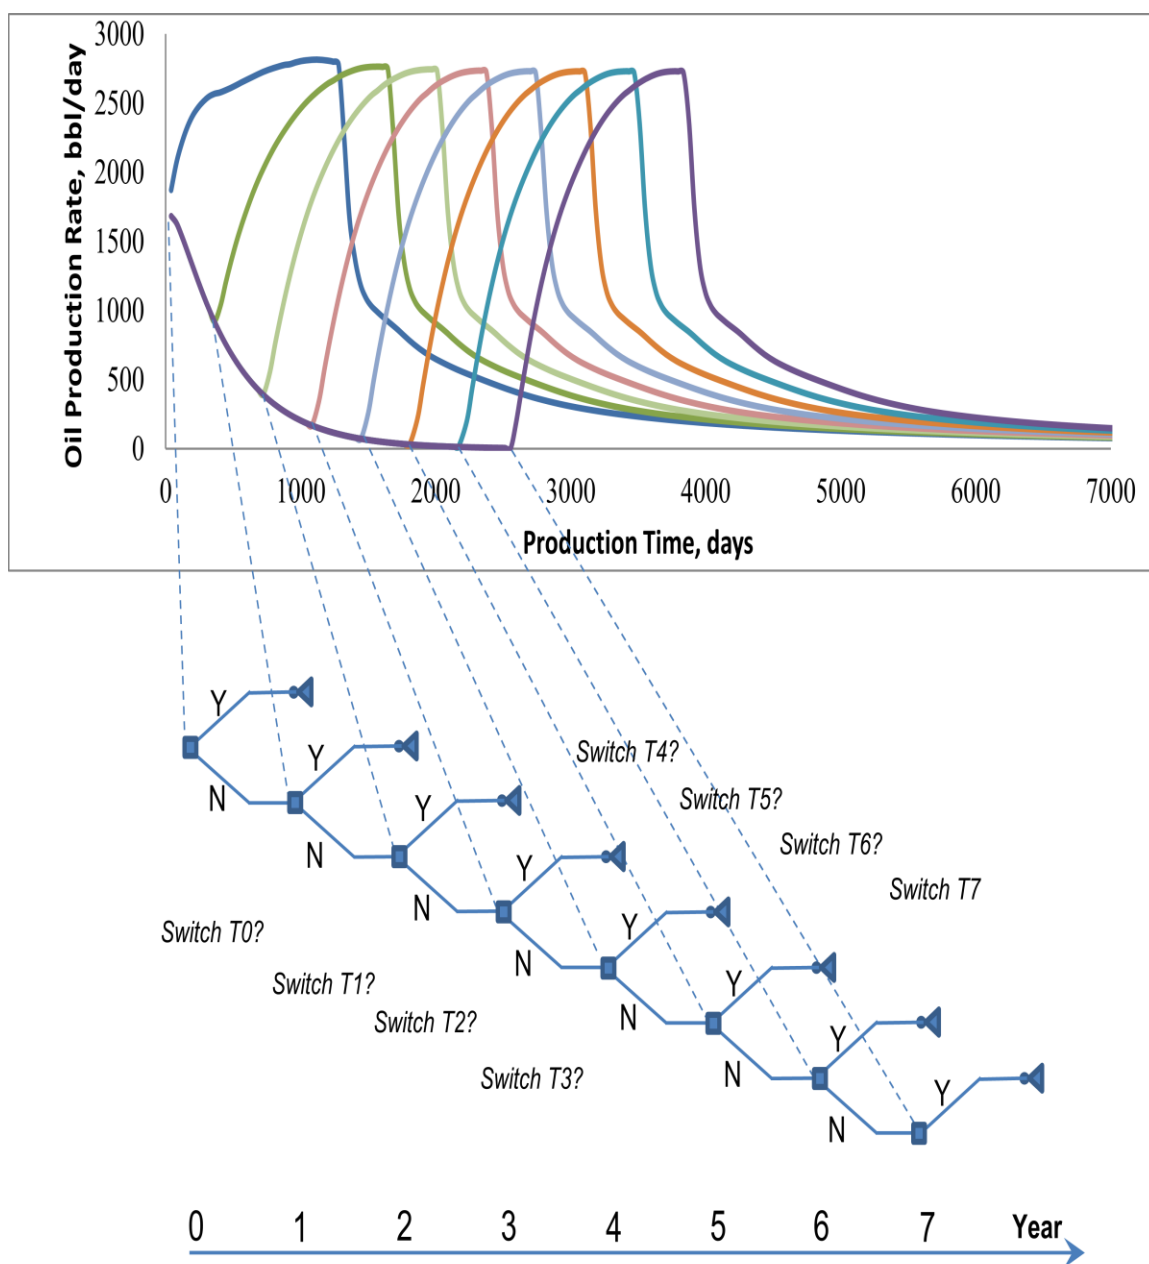 Oil Production Rate, bbl/day
3000
2500
2000
1500
1000
500
0
0 1000 2000 3000 4000 5000 6000 7000
Production Time, days
Y
N
Y
N
Y
N
Y
N
Y
N
Y
N
Y
N
Y
Switch T4?
Switch T5?
Switch T6?
Switch T7
Switch T0?
Switch T1?
Switch T2?
Switch T3?
0 1 2 3 4 5 6 7 Year